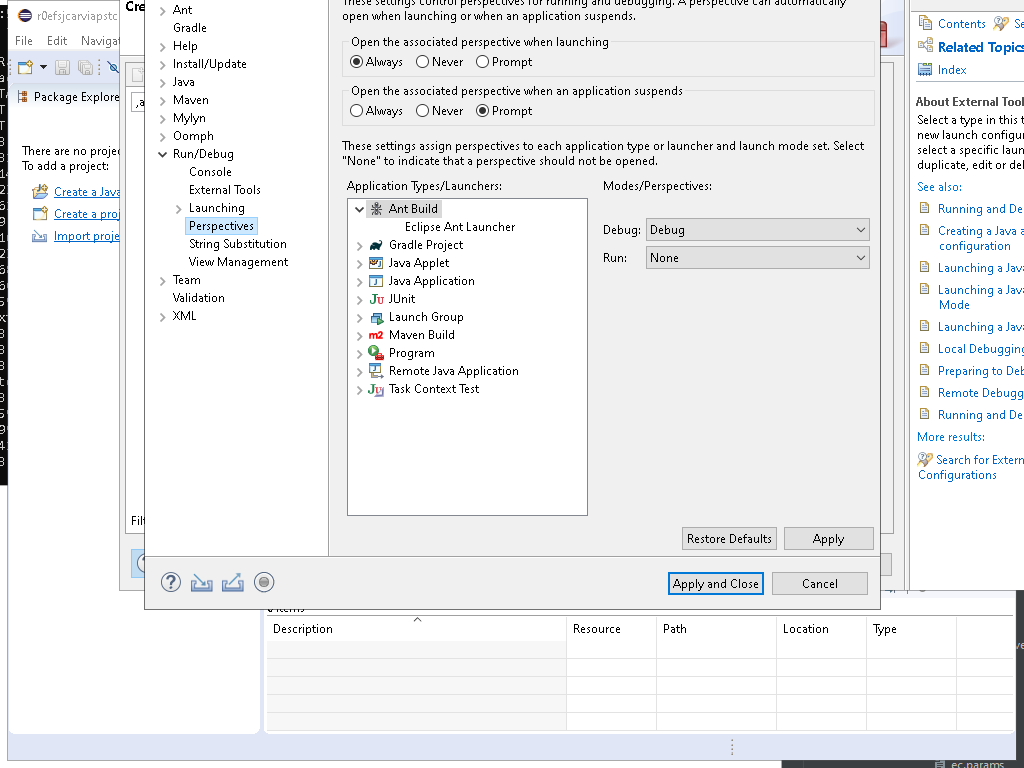 These settings control perspectives for running and debugging. A perspective can automatically
open when launching or when an application suspends.
Open the associated perspective when launching
Always
Never
Prompt
Open the associated perspective when an application suspends
Always
Never
Prompt
These settings assign perspectives to each application type or launcher and launch mode set. Select
"None" to indicate that a perspective should not be opened.
Application Types/Launchers:
Modes/Perspectives:
Ant Build
Eclipse Ant Launcher
Gradle Project
Java Applet
Java Application
JUnit
Launch Group
Maven Build
Program
Remote Java Application
Task Context Test
Debug:
Debug
Run:
None
Restore Defaults
Apply
Apply and Close
Cancel
Ant
Gradle
Help
Install/Update
Java
Maven
Mylyn
Oomph
Run/Debug
Console
External Tools
Launching
Perspectives
String Substitution
View Management
Team
Validation
XML
r0efsjcarviapstc
File
Edit
Navigat
Package Explore
There are no projec
To add a project:
Create a Java
Create a proj
Import proje
Cre
Filt
Contents
Se
Related Topics
Index
About External Tool
Select a type in this t
new launch configur
select a specific laun
duplicate, edit or del
See also:
Running and De
Creating a Java a
configuration
Launching a Java
Launching a Java
Mode
Launching a Java
Local Debugging
Preparing to Deb
Remote Debugg
Running and De
More results:
Search for Extern
Configurations
items
Description
Resource
Path
Location
Type
ec.params